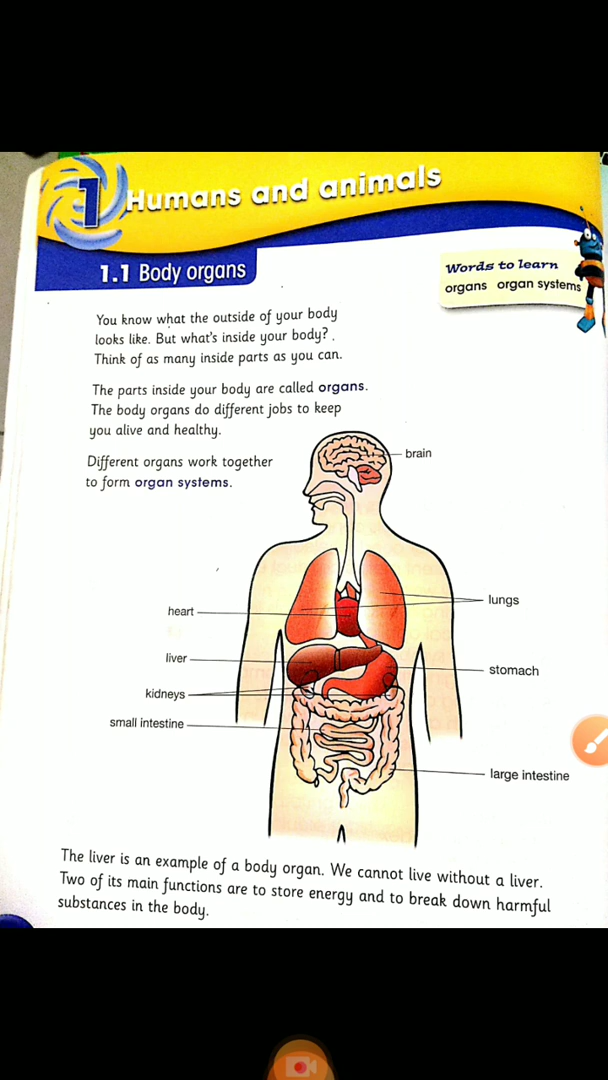 1 Humans and animals
1.1 Body organs
Words to learn
organs organ systems
You know what the outside of your body
looks like. But what's inside your body?
Think of as many inside parts as you can.
The parts inside your body are called organs.
The body organs do different jobs to keep
you alive and healthy.
Different organs work together
to form organ systems.
brain
heart
lungs
liver
stomach
kidneys
small intestine
large intestine
The liver is an example of a body organ. We cannot live without a liver.
Two of its main functions are to store energy and to break down harmful
substances in the body.